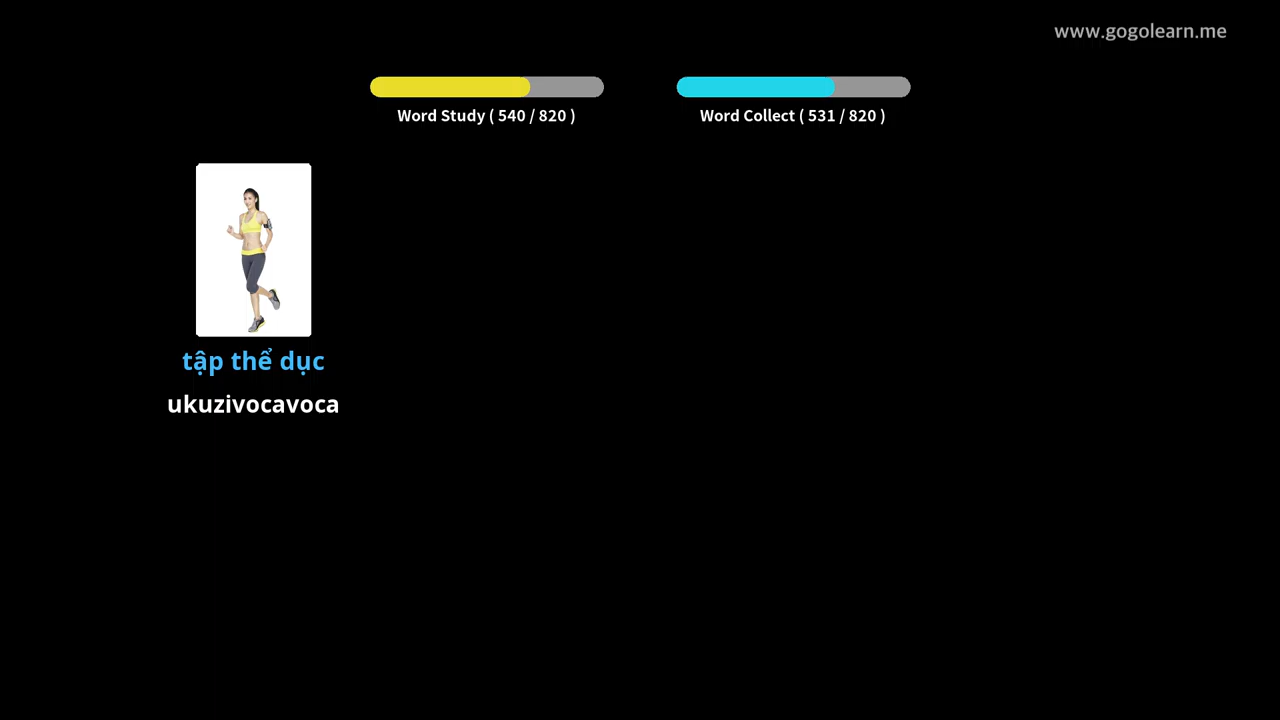 www.gogolearn.me
Word Study ( 540 / 820 )
Word Collect ( 531 / 820 )
tập thể dục
ukuzivocavoca